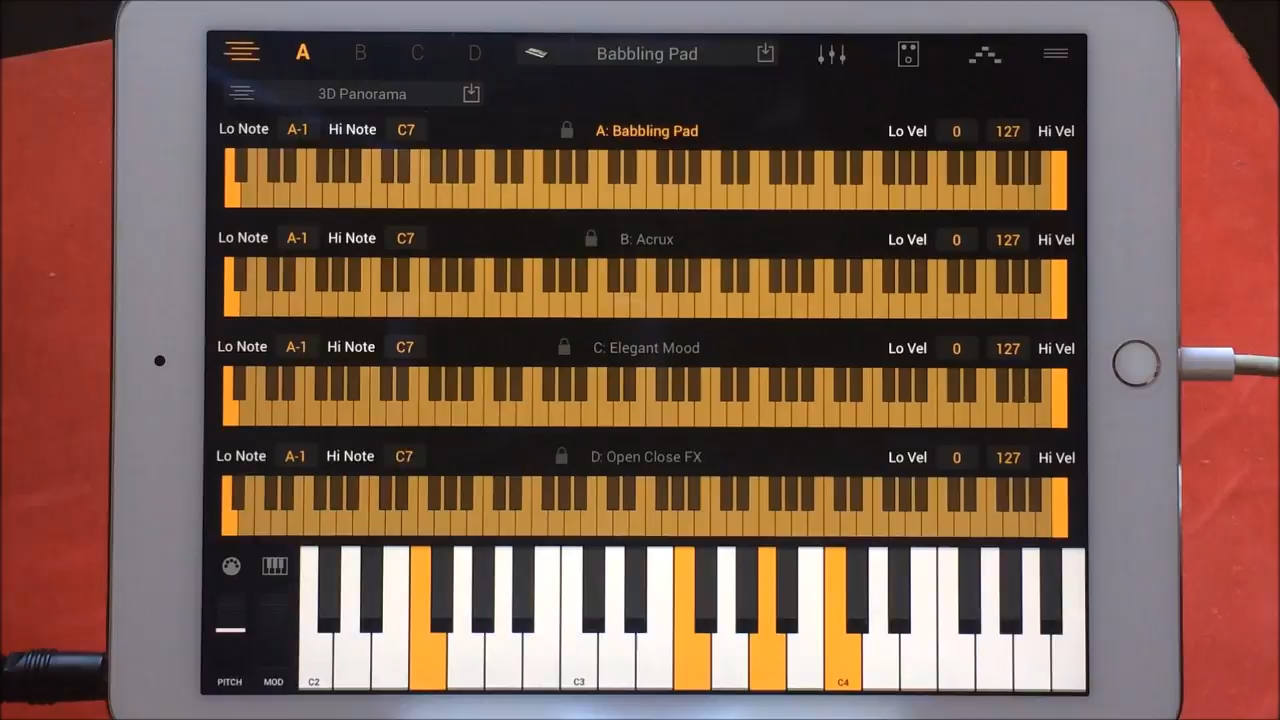 A B C D Babbling Pad
3D Panorama
Lo Note A-1 Hi Note C7 A: Babbling Pad Lo Vel 0 127 Hi Vel
Lo Note A-1 Hi Note C7 B: Acrux Lo Vel 0 127 Hi Vel
Lo Note A-1 Hi Note C7 C: Elegant Mood Lo Vel 0 127 Hi Vel
Lo Note A-1 Hi Note C7 D: Open Close FX Lo Vel 0 127 Hi Vel
PITCH MOD C2 C3 C4